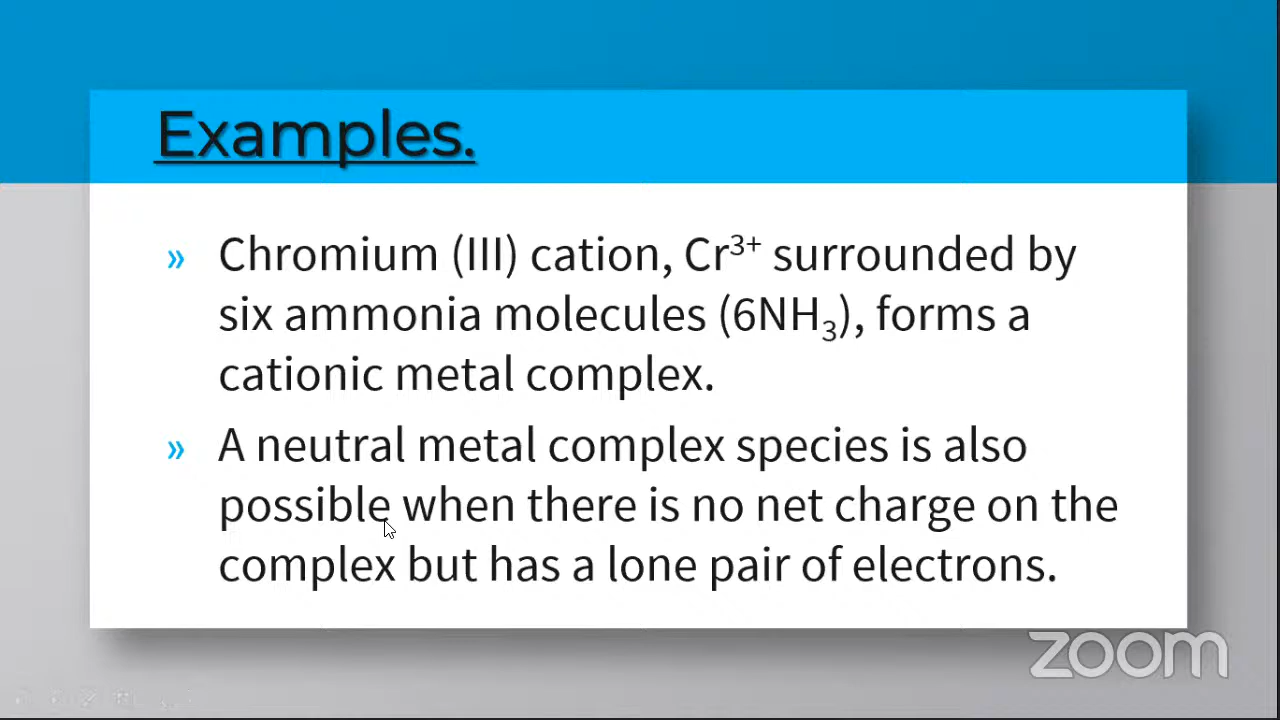 Examples.
» Chromium (III) cation, Cr³⁺ surrounded by
six ammonia molecules (6NH₃), forms a
cationic metal complex.
» A neutral metal complex species is also
possible when there is no net charge on the
complex but has a lone pair of electrons.
zoom